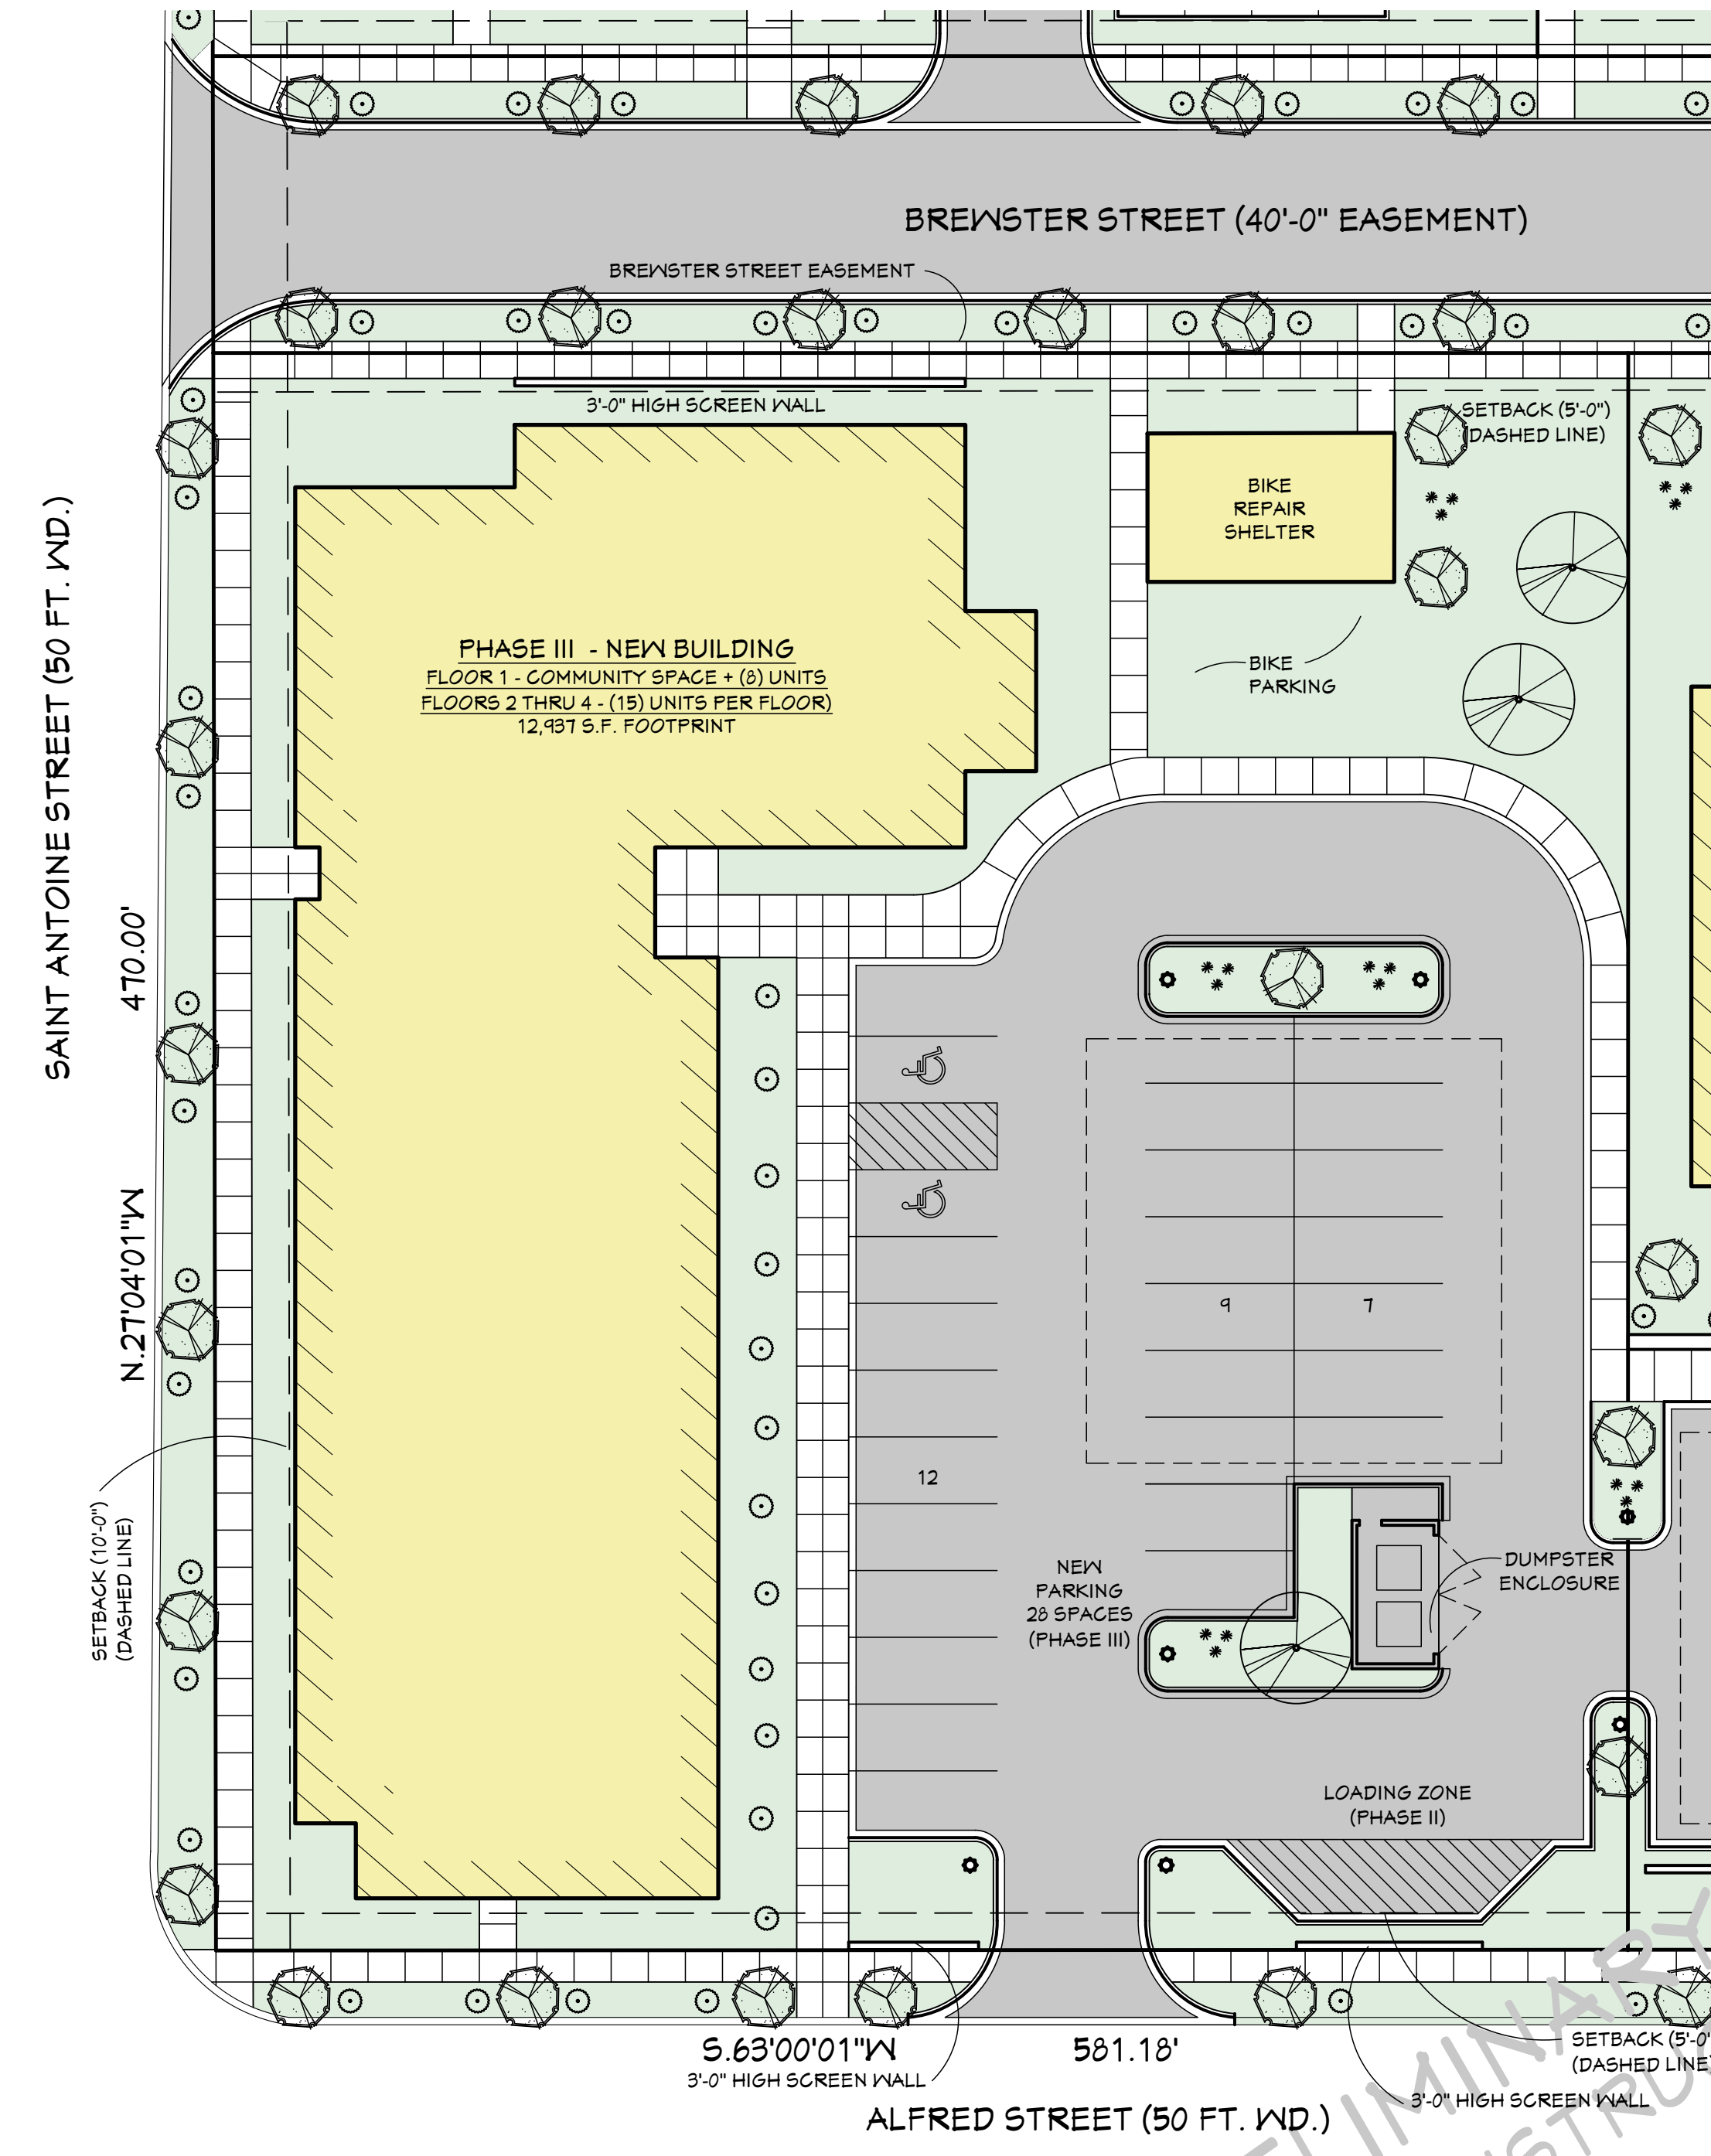 BREWSTER STREET (40'-0" EASEMENT)
BREWSTER STREET EASEMENT
3'-0" HIGH SCREEN WALL
SETBACK (5'-0")
(DASHED LINE)
BIKE
REPAIR
SHELTER
SAINT ANTOINE STREET (50 FT. WD.)
PHASE III - NEW BUILDING
FLOOR 1 - COMMUNITY SPACE + (8) UNITS
FLOORS 2 THRU 4 - (15) UNITS PER FLOOR)
12,937 S.F. FOOTPRINT
BIKE
PARKING
470.00'
N.27'04'01"W
9
7
12
SETBACK (10'-0")
(DASHED LINE)
NEW
PARKING
28 SPACES
(PHASE III)
DUMPSTER
ENCLOSURE
LOADING ZONE
(PHASE II)
S.63'00'01"W
581.18'
3'-0" HIGH SCREEN WALL
SETBACK (5'-0"
(DASHED LINE
3'-0" HIGH SCREEN WALL
ALFRED STREET (50 FT. WD.)